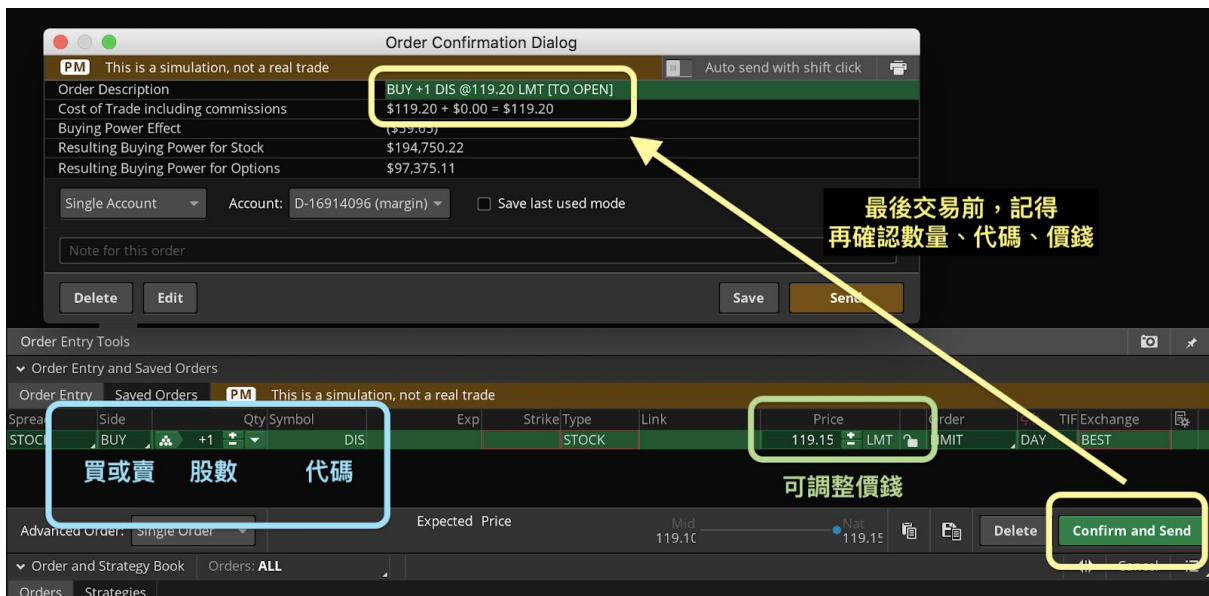 Order Confirmation Dialog
PM This is a simulation, not a real trade
Auto send with shift click
Order Description BUY +1 DIS @119.20 LMT [TO OPEN]
Cost of Trade including commissions $119.20 + $0.00 = $119.20
Buying Power Effect ($59.63)
Resulting Buying Power for Stock $194,750.22
Resulting Buying Power for Options $97,375.11
Single Account Account: D-16914096 (margin) Save last used mode
最後交易前，記得
再確認數量、代碼、價錢
Note for this order
Delete Edit Save Send
Order Entry Tools
Order Entry and Saved Orders
Order Entry Saved Orders PM This is a simulation, not a real trade
Side Qty Symbol Exp Strike Type Link Price TIF Exchange
BUY +1 DIS STOCK 119.15 LMT DAY BEST
買或賣 股數 代碼
可調整價錢
Advanced Order: Single Order Expected Price Mid Nat Delete Confirm and Send
Order and Strategy Book Orders: ALL Cancel
Orders Strategies